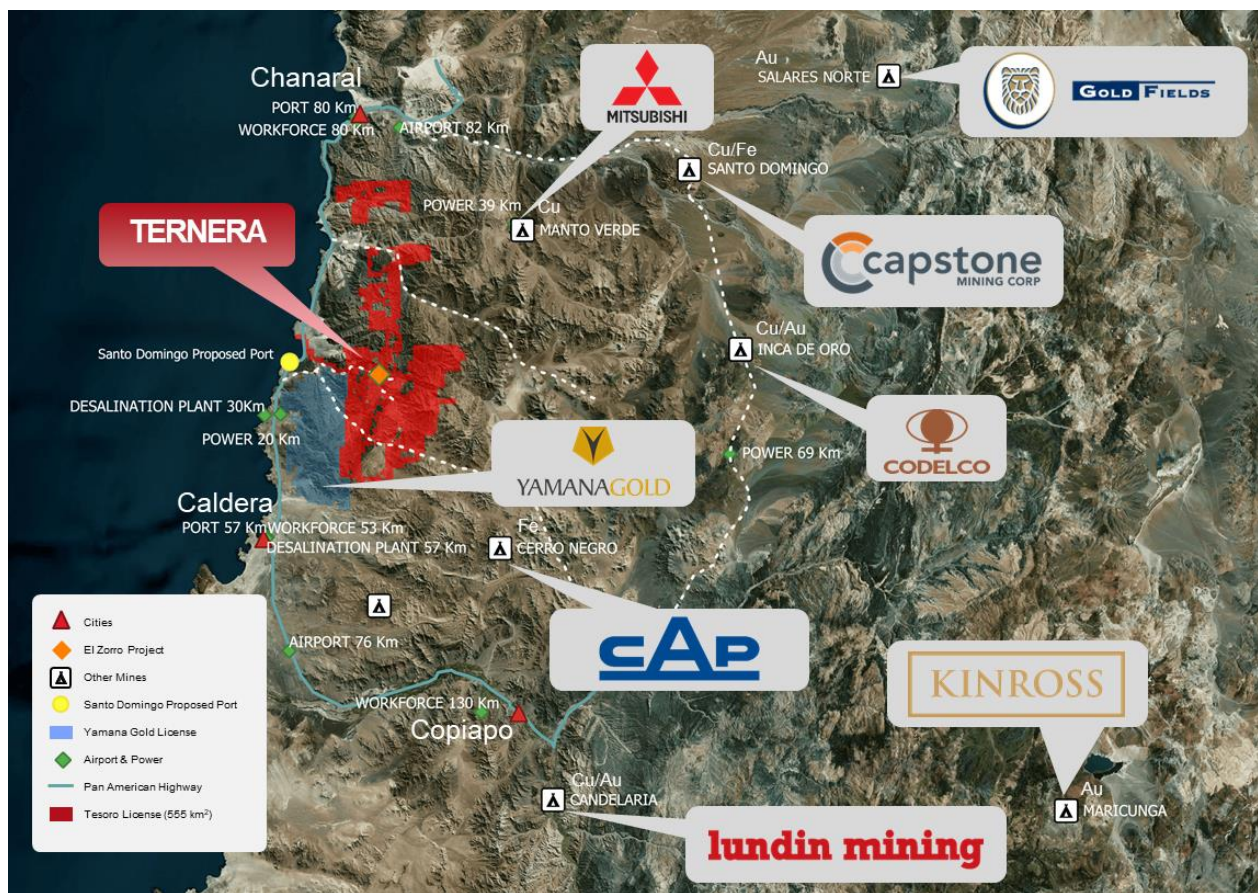 Chanaral
PORT 80 Km
WORKFORCE 80 Km
AIRPORT 82 Km
MITSUBISHI
Au
SALARES NORTE
GOLD FIELDS
Cu/Fe
SANTO DOMINGO
POWER 39 Km
Cu
MANTO VERDE
TERNERA
capstone
MINING CORP
Cu/Au
INCA DE ORO
Santo Domingo Proposed Port
DESALINATION PLANT 30Km
POWER 20 Km
YAMANAGOLD
CODELCO
POWER 69 Km
Caldera
PORT 57 Km
WORKFORCE 53 Km
DESALINATION PLANT 57 Km
Fe
CERRO NEGRO
CAP
AIRPORT 76 Km
WORKFORCE 130 Km
Copiapo
KINROSS
Au
MARICUNGA
Cu/Au
CANDELARIA
lundin mining
Cities
El Zorro Project
Other Mines
Santo Domingo Proposed Port
Yamana Gold License
Airport & Power
Pan American Highway
Tesoro License (555 km²)